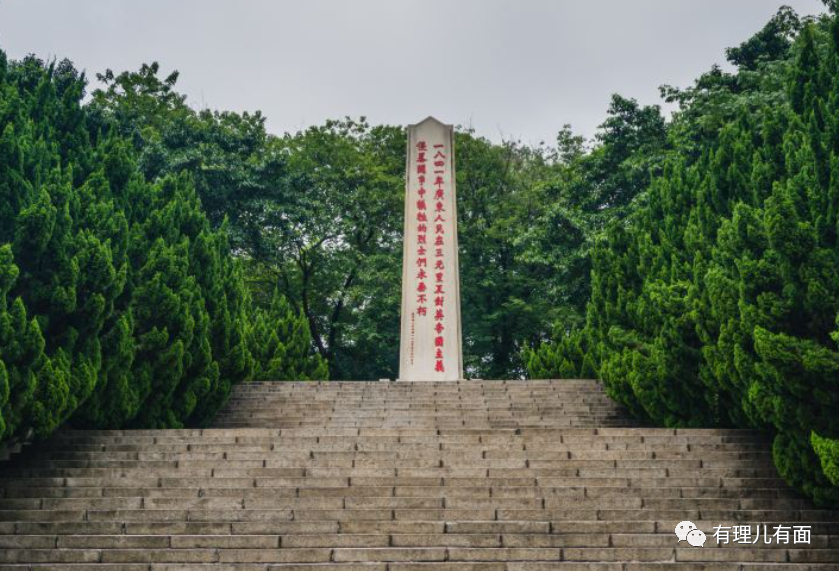 一八四一年廣東人民在三元里反對英帝國主義
侵畧鬭爭中犧牲的烈士們永垂不朽
有理儿有面